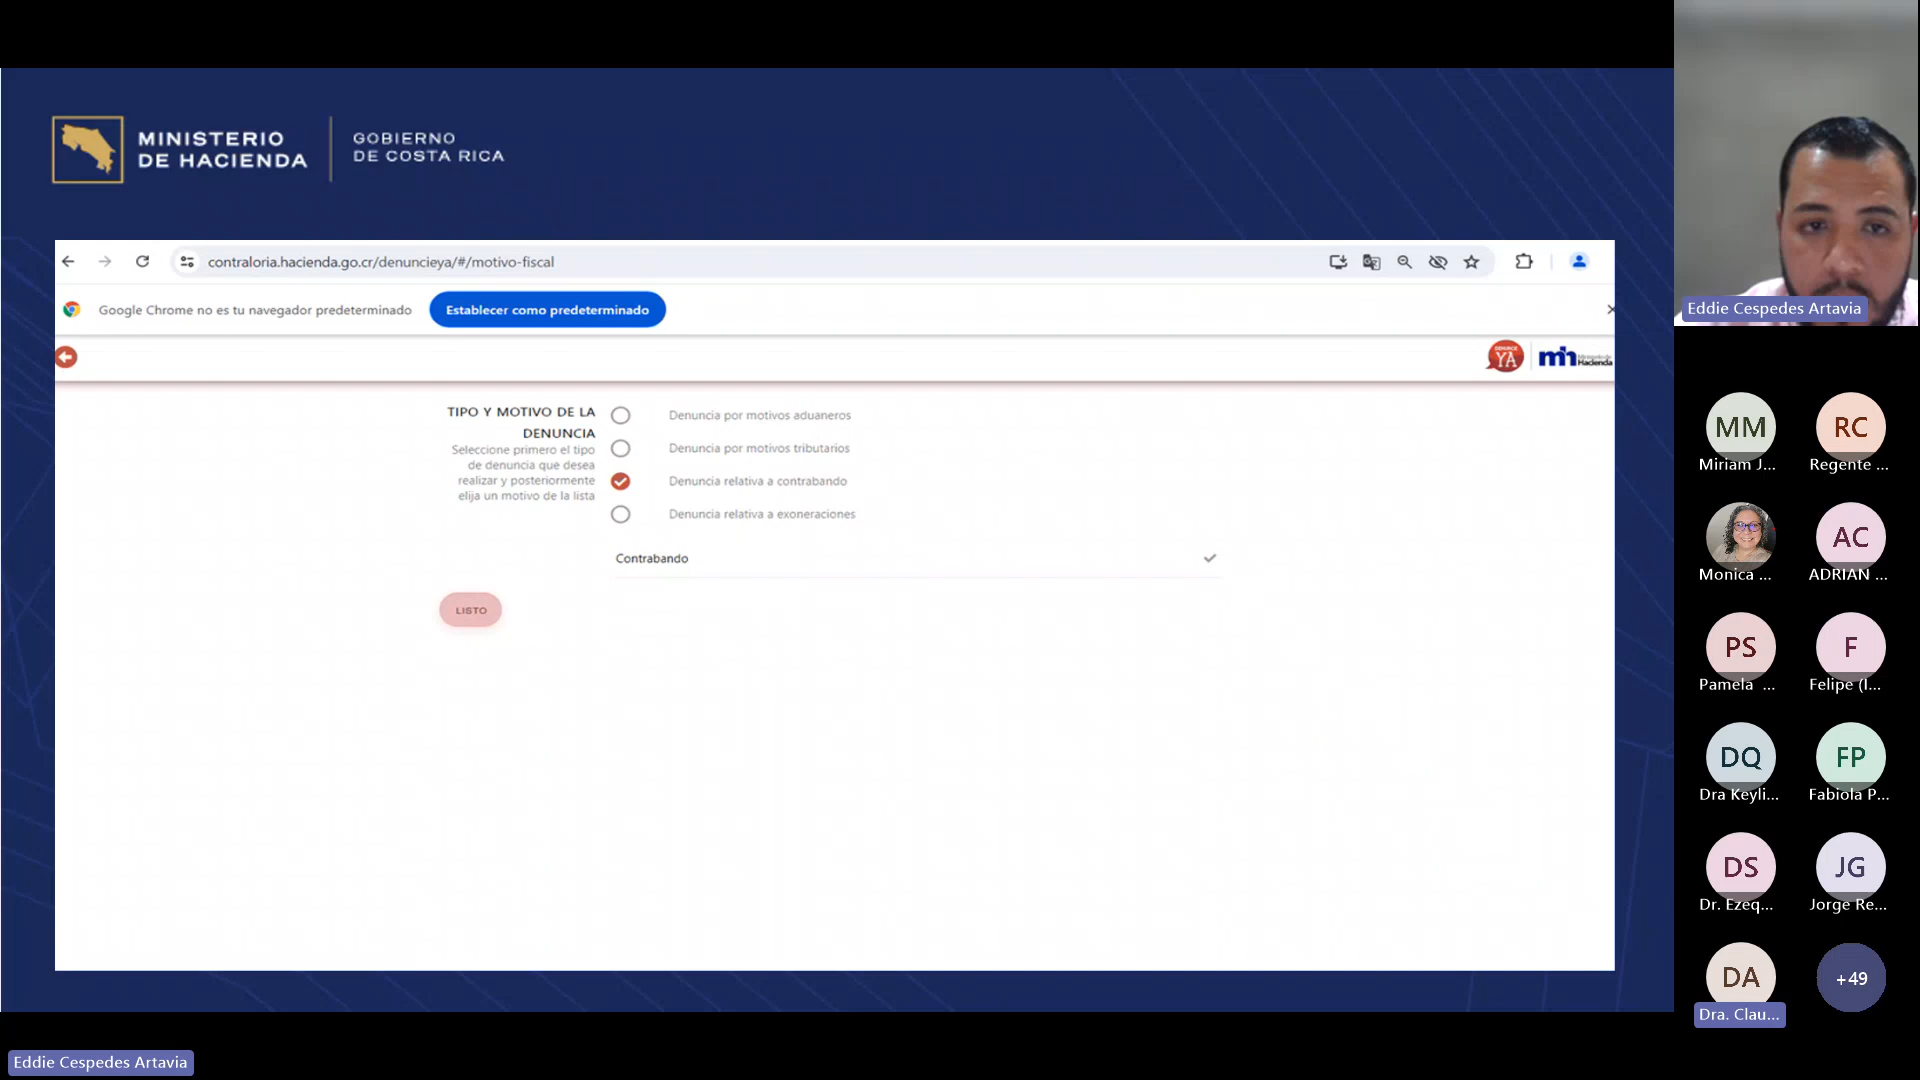 MINISTERIO
DE HACIENDA
GOBIERNO
DE COSTA RICA
contraloria.hacienda.go.cr/denuncieya/#/motivo-fiscal
Google Chrome no es tu navegador predeterminado
Establecer como predeterminado
YA
mh
Hacienda
TIPO Y MOTIVO DE LA
DENUNCIA
Seleccione primero el tipo
de denuncia que desea
realizar y posteriormente
elija un motivo de la lista
Denuncia por motivos aduaneros
Denuncia por motivos tributarios
Denuncia relativa a contrabando
Denuncia relativa a exoneraciones
Contrabando
LISTO
Eddie Cespedes Artavia
MM
Miriam J...
RC
Regente ...
Monica ...
AC
ADRIAN ...
PS
Pamela ...
F
Felipe (I...
DQ
Dra Keyli...
FP
Fabiola P...
DS
Dr. Ezeq...
JG
Jorge Re...
DA
Dra. Clau...
+49
Eddie Cespedes Artavia